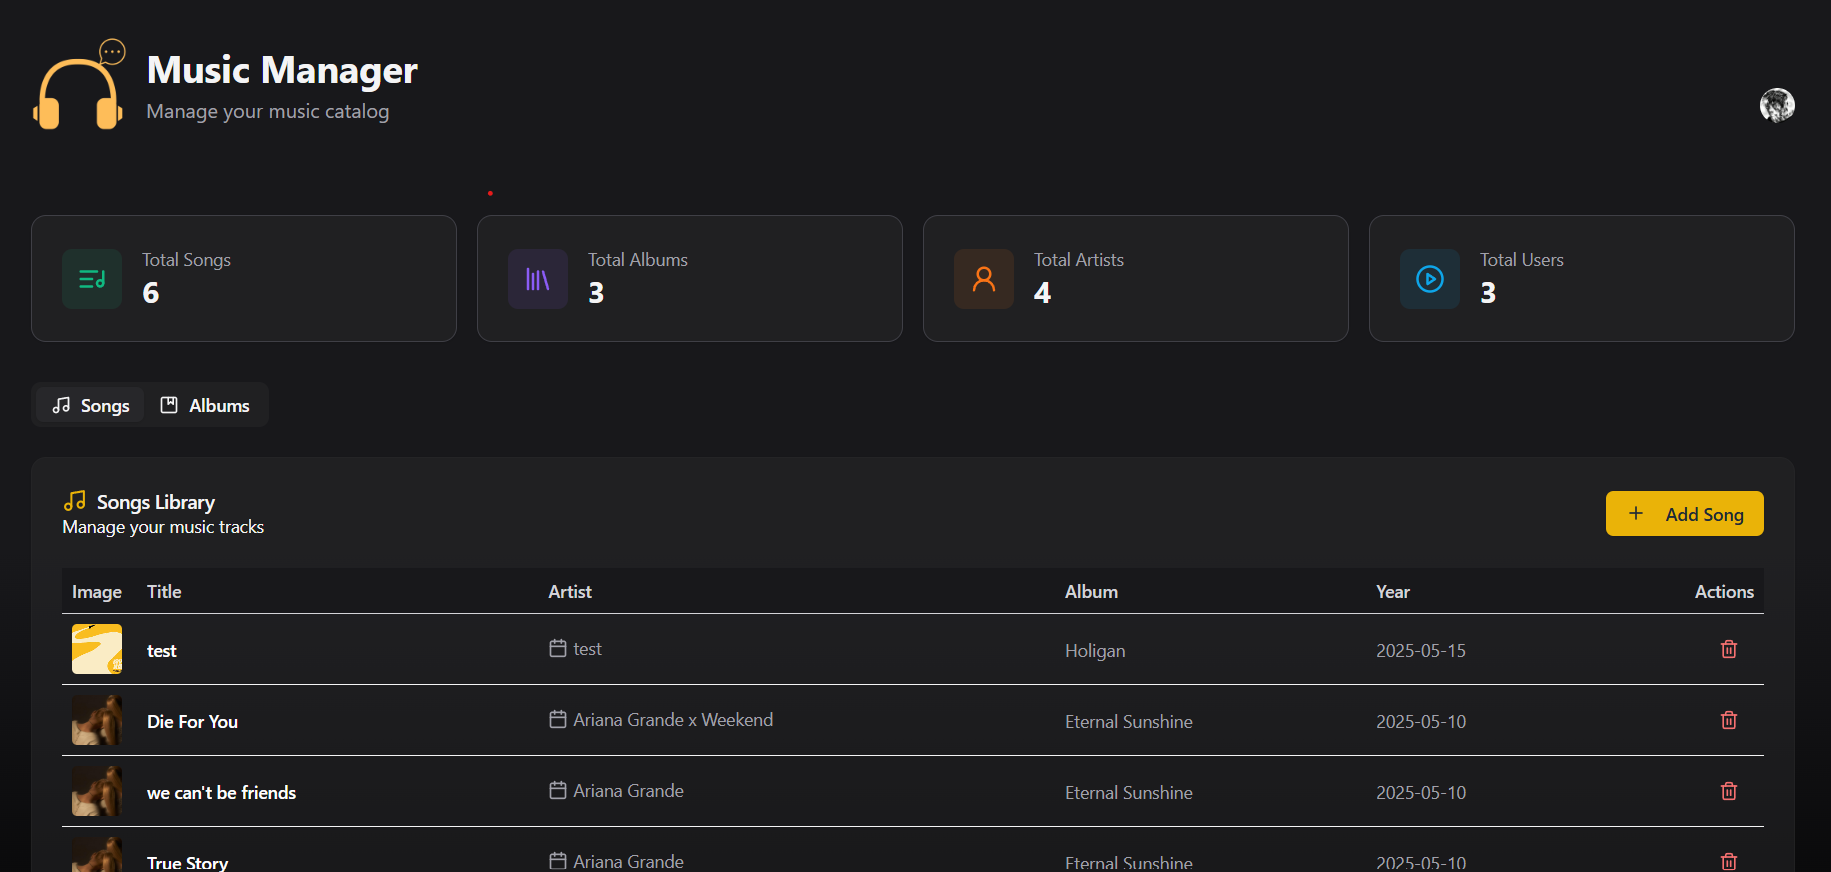 Music Manager
Manage your music catalog
Total Songs
6
Total Albums
3
Total Artists
4
Total Users
3
Songs Albums
Songs Library
Manage your music tracks
+ Add Song
Image Title Artist Album Year Actions
test test Holigan 2025-05-15
Die For You Ariana Grande x Weekend Eternal Sunshine 2025-05-10
we can't be friends Ariana Grande Eternal Sunshine 2025-05-10
True Story Ariana Grande Eternal Sunshine 2025-05-10